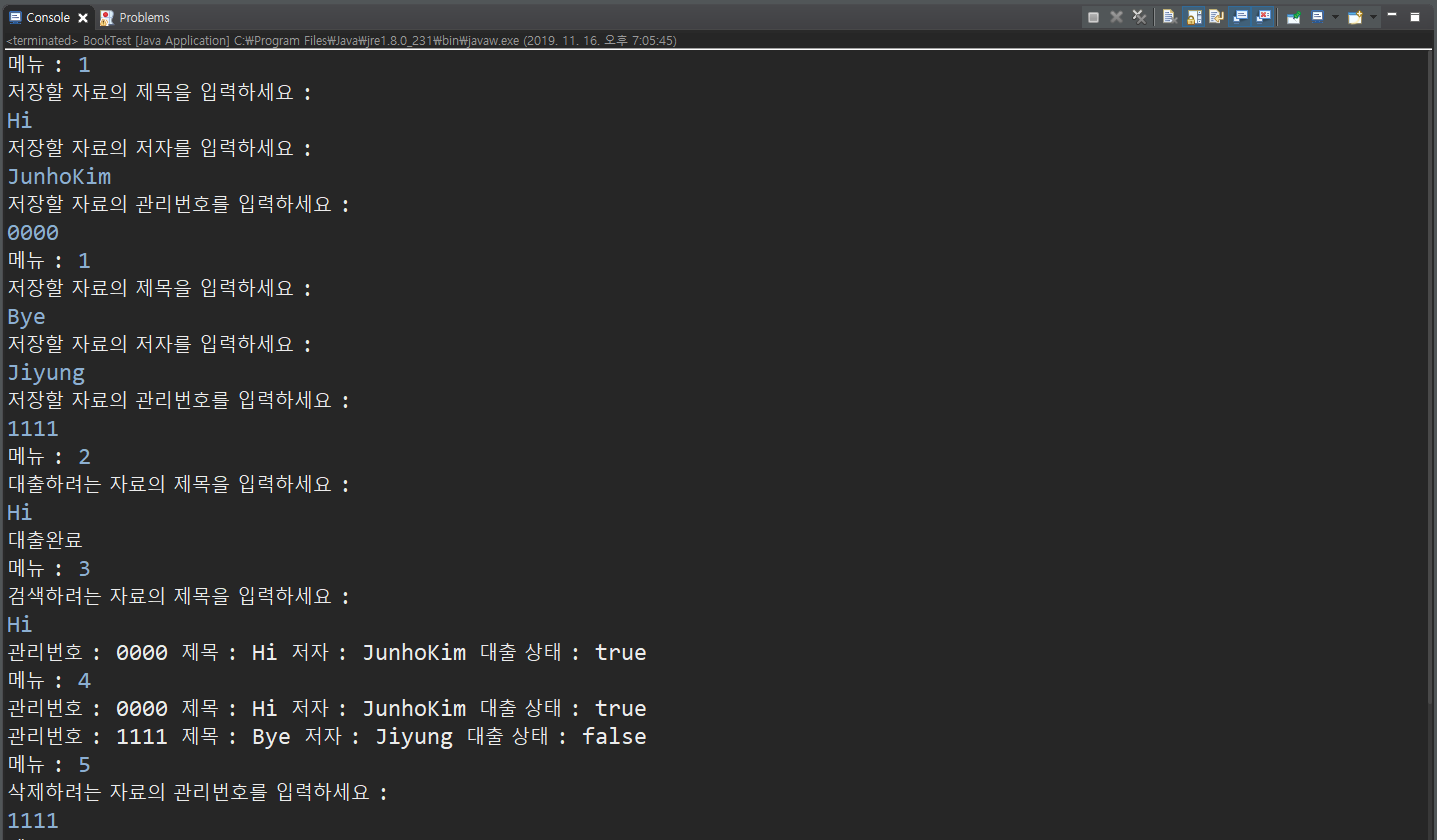 Console Problems
<terminated> BookTest [Java Application] C:₩Program Files₩Java₩jre1.8.0_231₩bin₩javaw.exe (2019. 11. 16. 오후 7:05:45)
메뉴 : 1
저장할 자료의 제목을 입력하세요 :
Hi
저장할 자료의 저자를 입력하세요 :
JunhoKim
저장할 자료의 관리번호를 입력하세요 :
0000
메뉴 : 1
저장할 자료의 제목을 입력하세요 :
Bye
저장할 자료의 저자를 입력하세요 :
Jiyung
저장할 자료의 관리번호를 입력하세요 :
1111
메뉴 : 2
대출하려는 자료의 제목을 입력하세요 :
Hi
대출완료
메뉴 : 3
검색하려는 자료의 제목을 입력하세요 :
Hi
관리번호 : 0000 제목 : Hi 저자 : JunhoKim 대출 상태 : true
메뉴 : 4
관리번호 : 0000 제목 : Hi 저자 : JunhoKim 대출 상태 : true
관리번호 : 1111 제목 : Bye 저자 : Jiyung 대출 상태 : false
메뉴 : 5
삭제하려는 자료의 관리번호를 입력하세요 :
1111